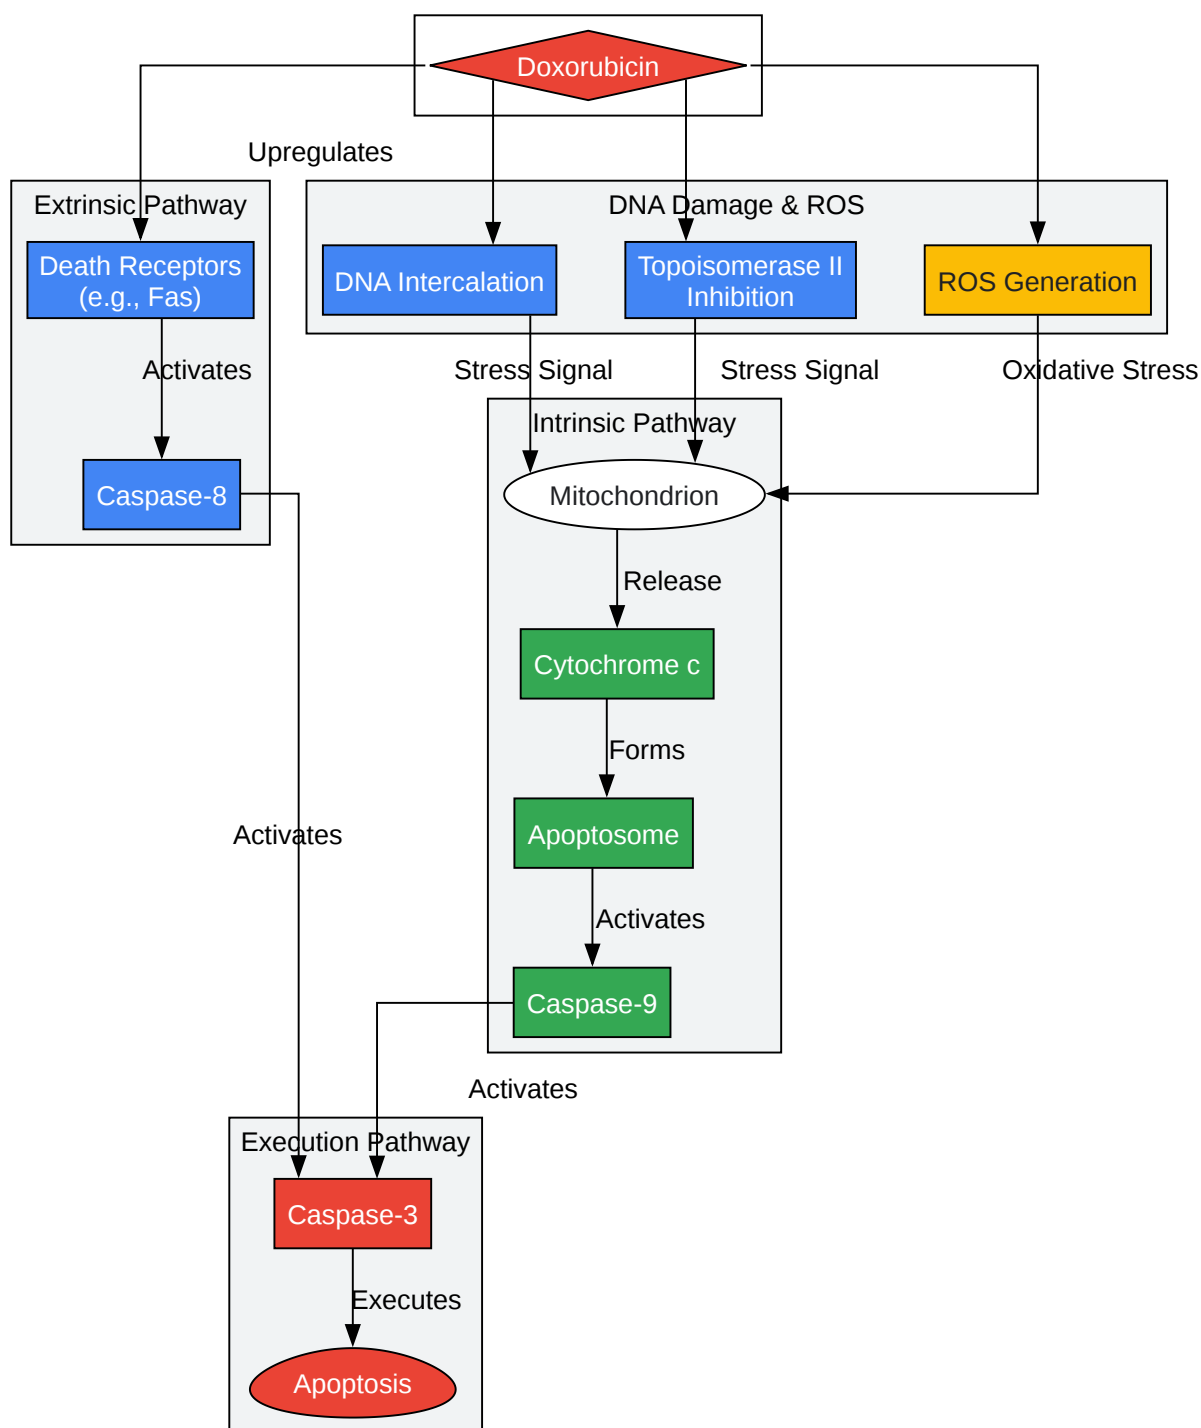 Doxorubicin
Upregulates
Extrinsic Pathway
DNA Damage & ROS
Death Receptors
(e.g., Fas)
DNA Intercalation
Topoisomerase II
Inhibition
ROS Generation
Activates
Stress Signal
Stress Signal
Oxidative Stress
Intrinsic Pathway
Caspase-8
Mitochondrion
Release
Cytochrome c
Forms
Apoptosome
Activates
Activates
Caspase-9
Activates
Execution Pathway
Caspase-3
Executes
Apoptosis